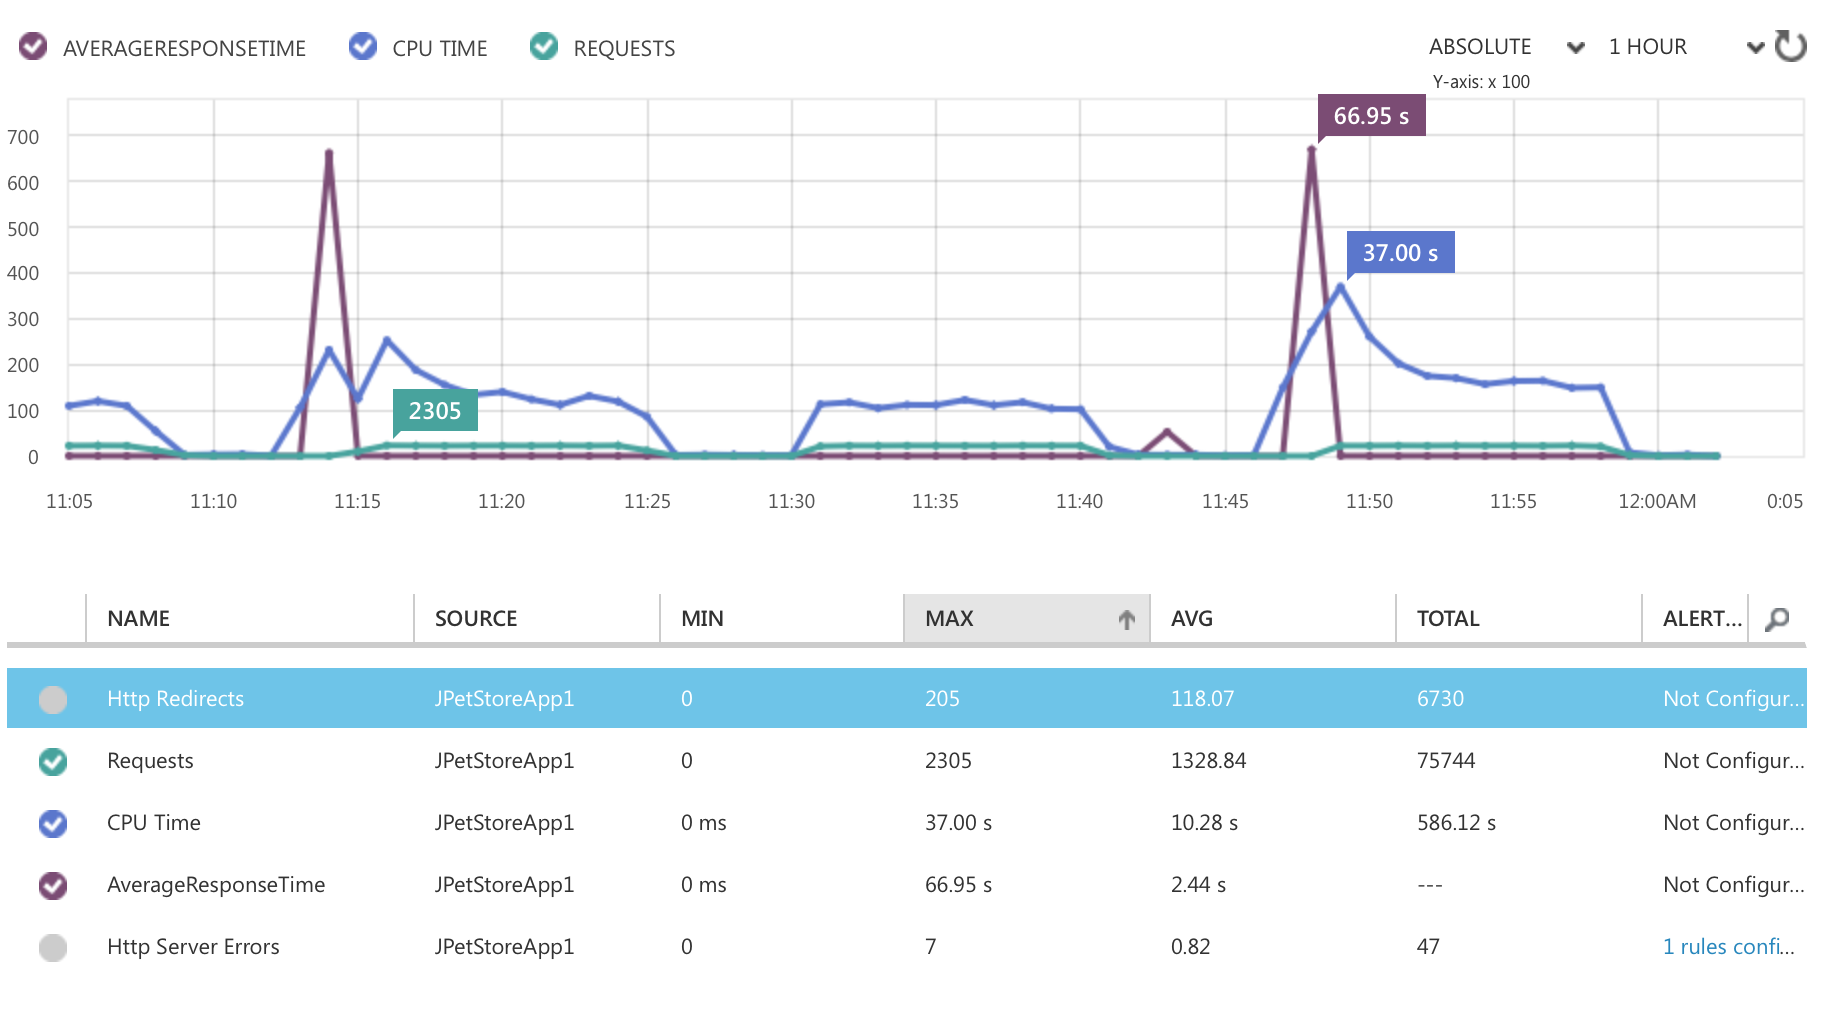 AVERAGERESPONSETIME CPU TIME REQUESTS ABSOLUTE 1 HOUR
Y-axis: x 100
66.95 s
700
600
500
37.00 s
400
300
200
2305
100
0
11:05 11:10 11:15 11:20 11:25 11:30 11:35 11:40 11:45 11:50 11:55 12:00AM 0:05
NAME SOURCE MIN MAX AVG TOTAL ALERT...
Http Redirects JPetStoreApp1 0 205 118.07 6730 Not Configur...
Requests JPetStoreApp1 0 2305 1328.84 75744 Not Configur...
CPU Time JPetStoreApp1 0 ms 37.00 s 10.28 s 586.12 s Not Configur...
AverageResponseTime JPetStoreApp1 0 ms 66.95 s 2.44 s --- Not Configur...
Http Server Errors JPetStoreApp1 0 7 0.82 47 1 rules confi...